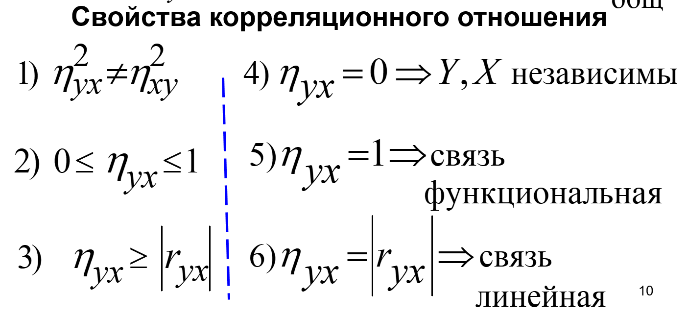 общ
Свойства корреляционного отношения
1) η²yx ≠ η²xy
2) 0 ≤ ηyx ≤ 1
3) ηyx ≥ |ryx|
4) ηyx = 0 ⇒ Y, X независимы
5) ηyx = 1 ⇒ связь
функциональная
6) ηyx = |ryx| ⇒ связь
линейная
10